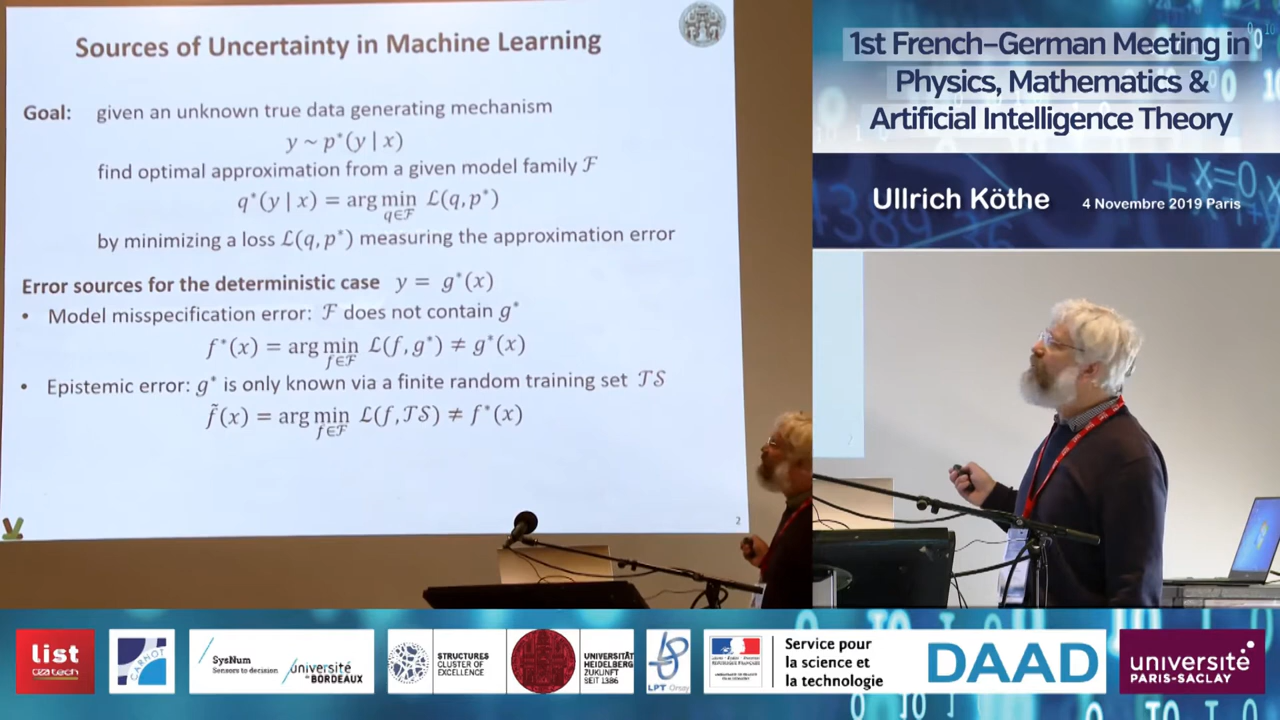 Sources of Uncertainty in Machine Learning
Goal: given an unknown true data generating mechanism
y ~ p*(y | x)
find optimal approximation from a given model family ℱ
q*(y | x) = arg min ℒ(q, p*)
q∈ℱ
by minimizing a loss ℒ(q, p*) measuring the approximation error
Error sources for the deterministic case y = g*(x)
• Model misspecification error: ℱ does not contain g*
f*(x) = arg min ℒ(f, g*) ≠ g*(x)
f∈ℱ
• Epistemic error: g* is only known via a finite random training set 𝒯𝒮
f̃(x) = arg min ℒ(f, 𝒯𝒮) ≠ f*(x)
f∈ℱ
2
1st French–German Meeting in
Physics, Mathematics &
Artificial Intelligence Theory
Ullrich Köthe 4 Novembre 2019 Paris
list
ceatech
CARNOT
SysNum
Sensors to decision
université
de BORDEAUX
STRUCTURES
CLUSTER OF
EXCELLENCE
UNIVERSITÄT
HEIDELBERG
ZUKUNFT
SEIT 1386
LPT Orsay
Service pour
la science et
la technologie
DAAD
université
PARIS-SACLAY